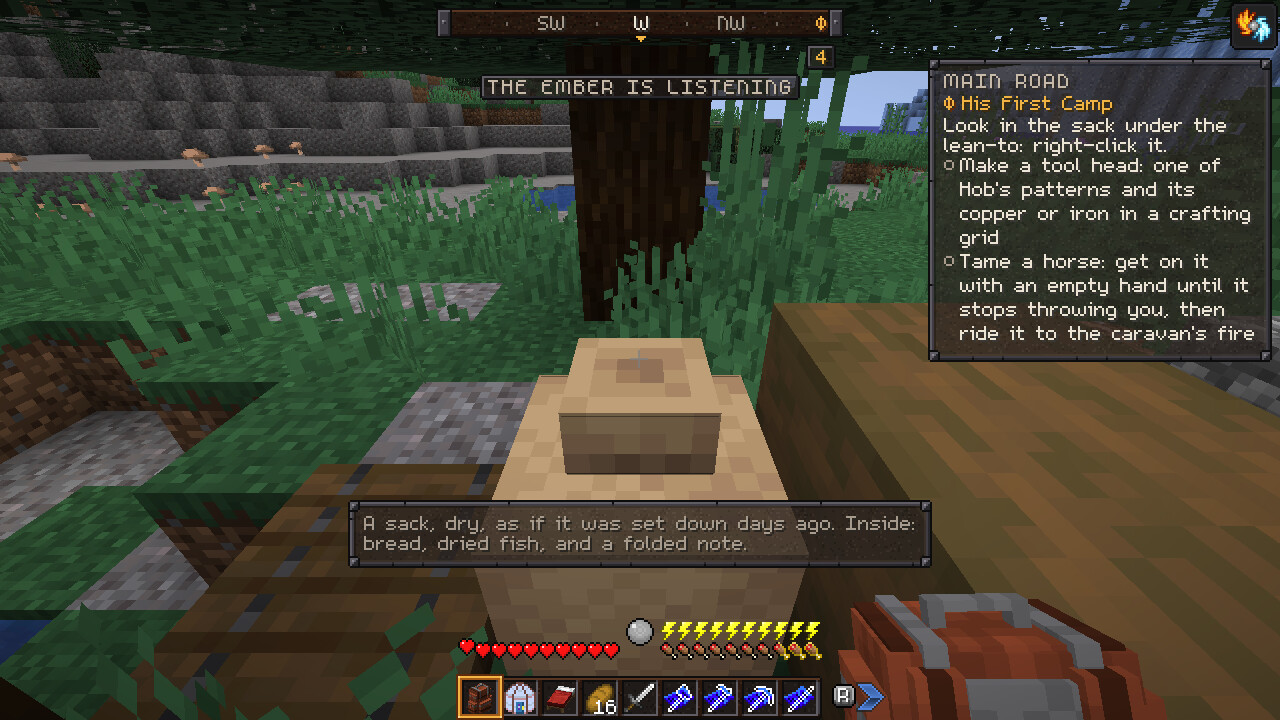 SW W NW
4
THE EMBER IS LISTENING
MAIN ROAD
His First Camp
Look in the sack under the
lean-to: right-click it.
Make a tool head: one of
Hob's patterns and its
copper or iron in a crafting
grid
Tame a horse: get on it
with an empty hand until it
stops throwing you, then
ride it to the caravan's fire
A sack, dry, as if it was set down days ago. Inside:
bread, dried fish, and a folded note.
16
R